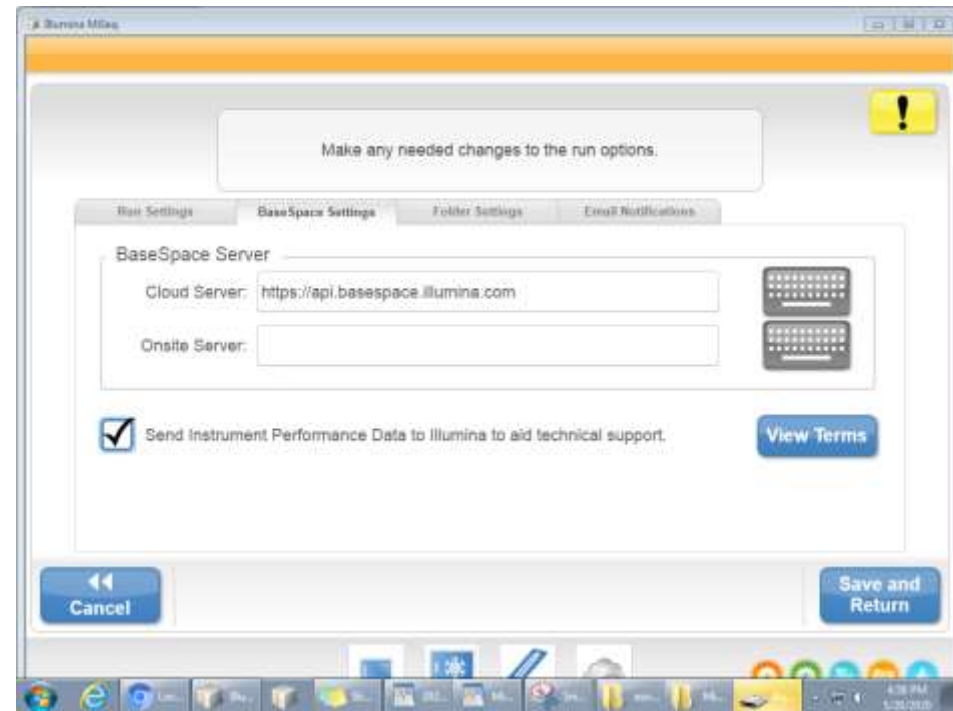 Illumina MiSeq
!
Make any needed changes to the run options.
Run Settings
BaseSpace Settings
Folder Settings
Email Notifications
BaseSpace Server
Cloud Server:
https://api.basespace.illumina.com
Onsite Server:
Send Instrument Performance Data to Illumina to aid technical support.
View Terms
Cancel
Save and
Return